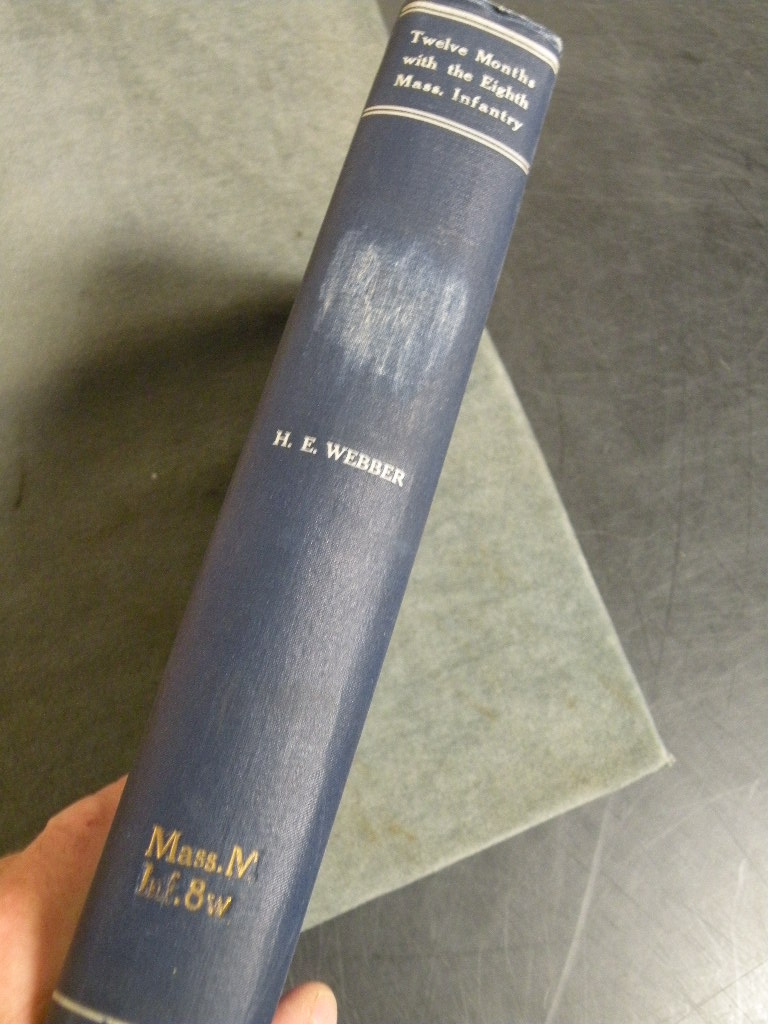 Twelve Months
with the Eighth
Mass. Infantry
H. E. WEBBER
Mass.M
Inf.8w